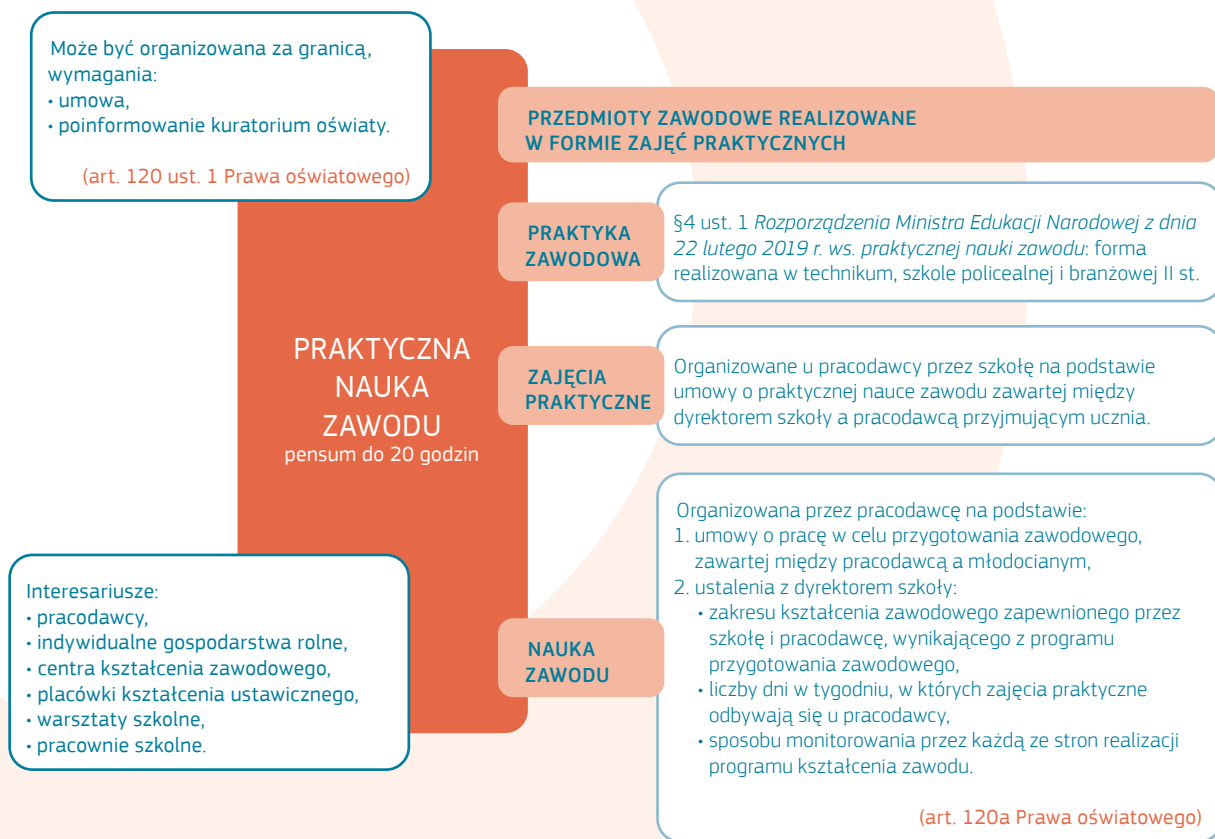 Może być organizowana za granicą,
wymagania:
• umowa,
• poinformowanie kuratorium oświaty.
(art. 120 ust. 1 Prawa oświatowego)
PRAKTYCZNA
NAUKA
ZAWODU
pensum do 20 godzin
Interesariusze:
• pracodawcy,
• indywidualne gospodarstwa rolne,
• centra kształcenia zawodowego,
• placówki kształcenia ustawicznego,
• warsztaty szkolne,
• pracownie szkolne.
PRZEDMIOTY ZAWODOWE REALIZOWANE
W FORMIE ZAJĘĆ PRAKTYCZNYCH
PRAKTYKA
ZAWODOWA
§4 ust. 1 Rozporządzenia Ministra Edukacji Narodowej z dnia
22 lutego 2019 r. ws. praktycznej nauki zawodu: forma
realizowana w technikum, szkole policealnej i branżowej II st.
ZAJĘCIA
PRAKTYCZNE
Organizowane u pracodawcy przez szkołę na podstawie
umowy o praktycznej nauce zawodu zawartej między
dyrektorem szkoły a pracodawcą przyjmującym ucznia.
NAUKA
ZAWODU
Organizowana przez pracodawcę na podstawie:
1. umowy o pracę w celu przygotowania zawodowego,
zawartej między pracodawcą a młodocianym,
2. ustalenia z dyrektorem szkoły:
• zakresu kształcenia zawodowego zapewnionego przez
szkołę i pracodawcę, wynikającego z programu
przygotowania zawodowego,
• liczby dni w tygodniu, w których zajęcia praktyczne
odbywają się u pracodawcy,
• sposobu monitorowania przez każdą ze stron realizacji
programu kształcenia zawodu.
(art. 120a Prawa oświatowego)